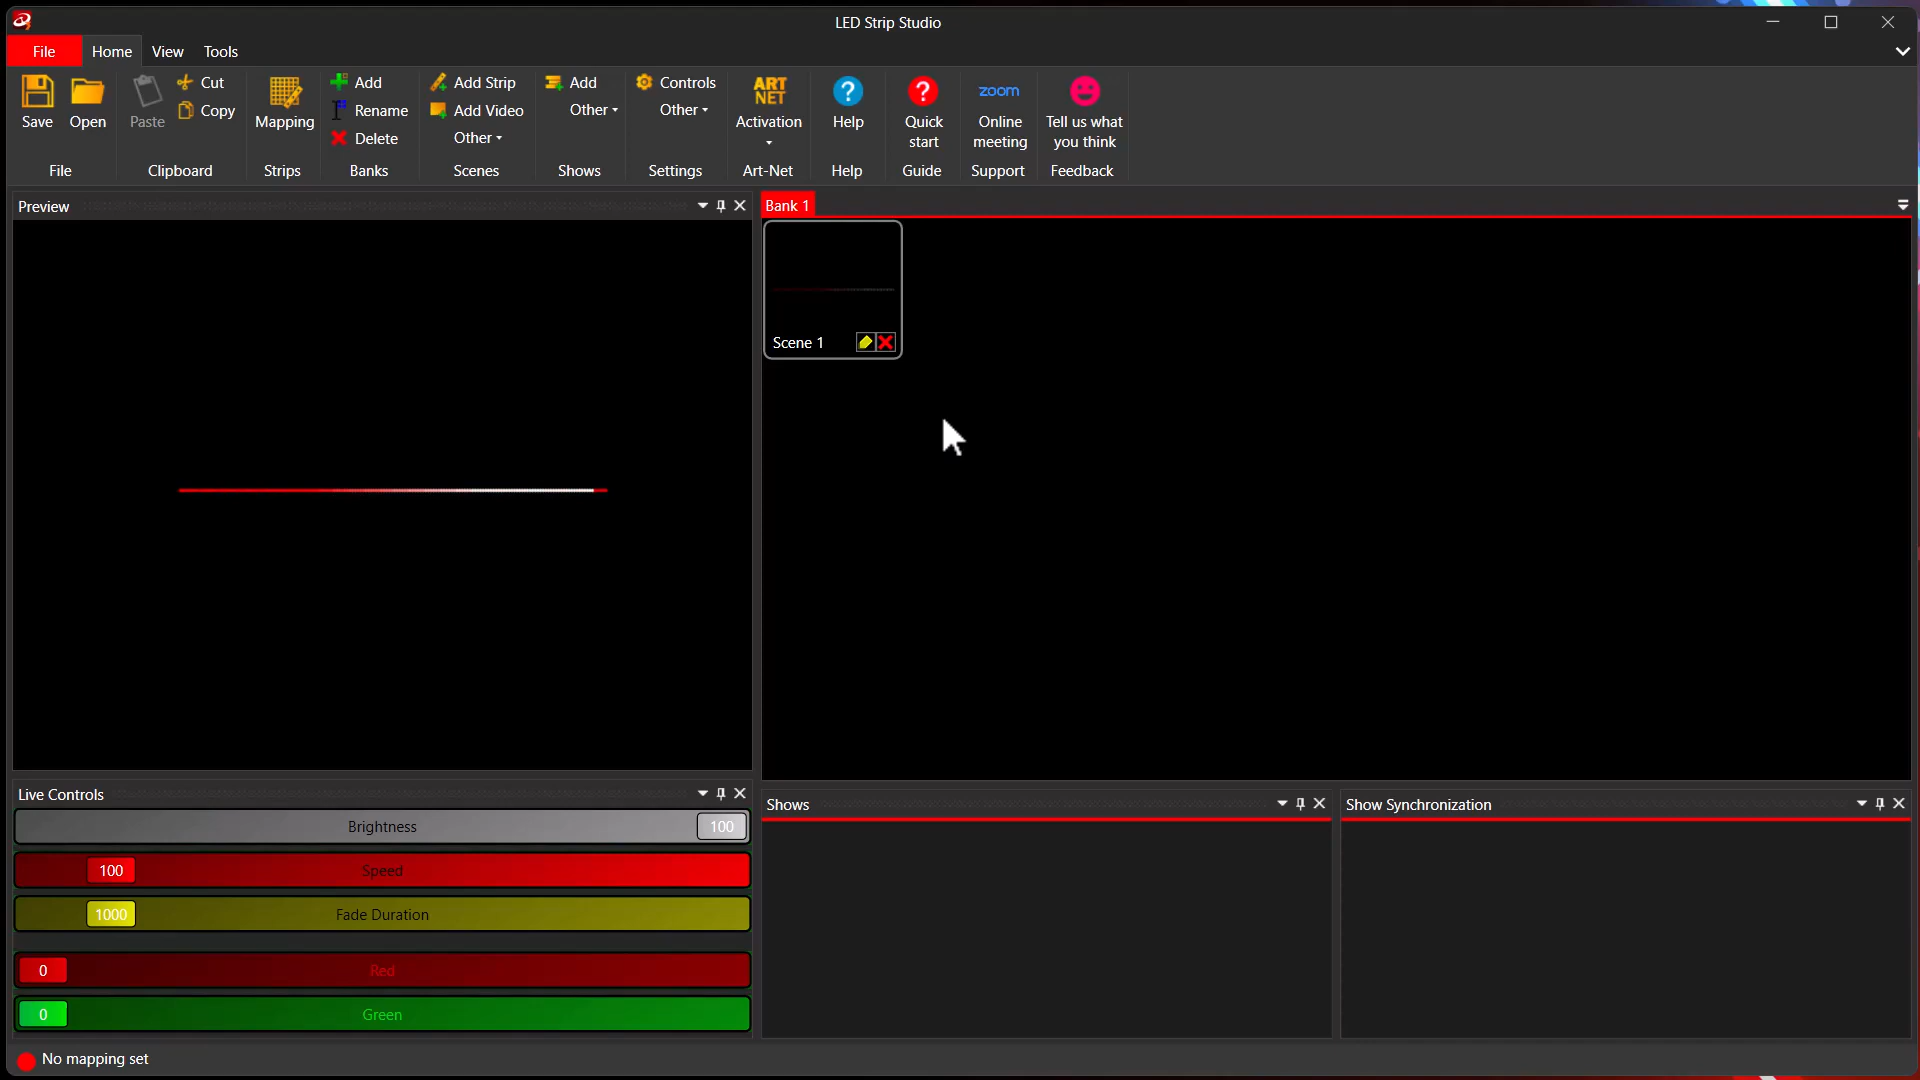 LED Strip Studio
File Home View Tools
Save Open Paste Cut Copy Mapping Add Rename Delete Add Strip Add Video Other Add Other Controls Other
ART
NET
Activation
?
Help
?
Quick
start
zoom
Online
meeting
Tell us what
you think
File Clipboard Strips Banks Scenes Shows Settings Art-Net Help Guide Support Feedback
Preview
Bank 1
Scene 1
Live Controls
Brightness 100
100 Speed
1000 Fade Duration
0 Red
0 Green
Shows
Show Synchronization
No mapping set